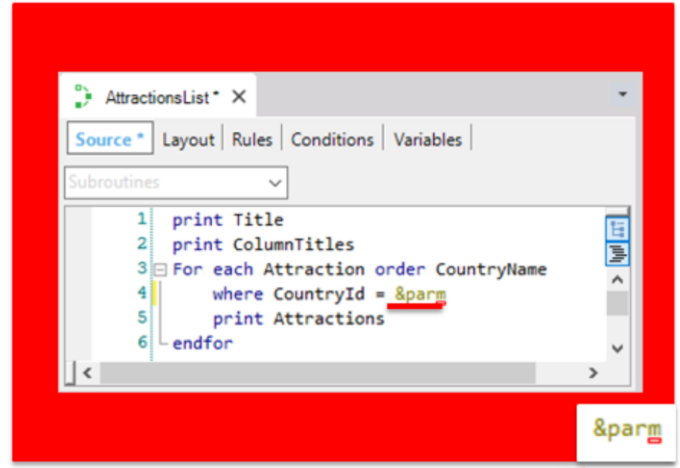 AttractionsList*
Source * Layout Rules Conditions Variables
Subroutines
1 print Title
2 print ColumnTitles
3 For each Attraction order CountryName
4 where CountryId = &parm
5 print Attractions
6 endfor
&parm